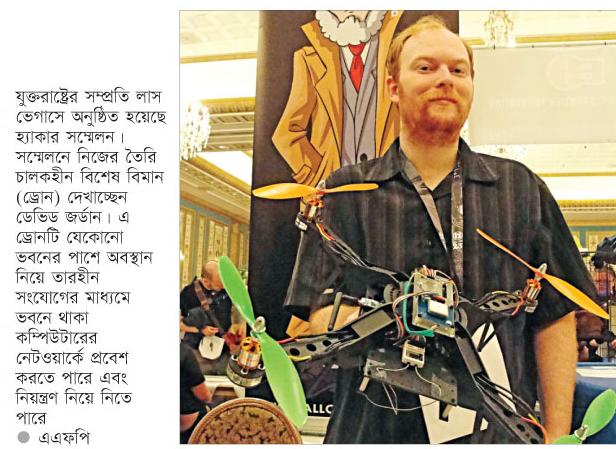 যুক্তরাষ্ট্রের সম্প্রতি লাস
ভেগাসে অনুষ্ঠিত হয়েছে
হ্যাকার সম্মেলন।
সম্মেলনে নিজের তৈরি
চালকহীন বিশেষ বিমান
(ড্রোন) দেখাচ্ছেন
ডেভিড জর্ডান। এ
ড্রোনটি যেকোনো
ভবনের পাশে অবস্থান
নিয়ে তারহীন
সংযোগের মাধ্যমে
ভবনে থাকা
কম্পিউটারের
নেটওয়ার্কে প্রবেশ
করতে পারে এবং
নিয়ন্ত্রণ নিয়ে নিতে
পারে
● এএফপি